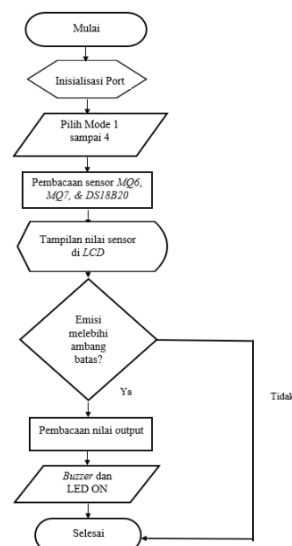 Mulai
Inisialisasi Port
Pilih Mode 1
sampai 4
Pembacaan sensor MQ6,
MQ7, & DS18B20
Tampilan nilai sensor
di LCD
Emisi
melebihi
ambang
batas?
Ya
Tidak
Pembacaan nilai output
Buzzer dan
LED ON
Selesai